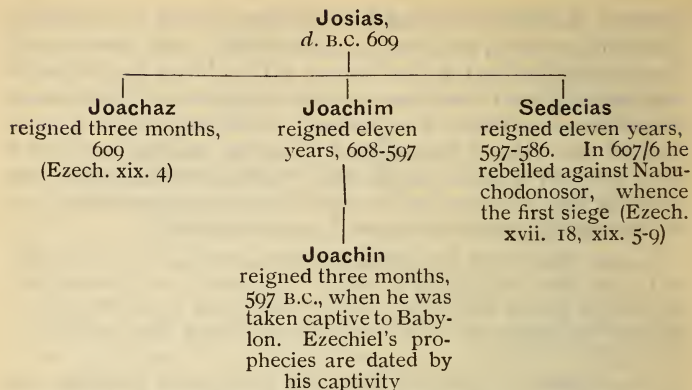 Josias,
d. B.C. 609
Joachaz
reigned three months,
609
(Ezech. xix. 4)
Joachim
reigned eleven
years, 608-597
Sedecias
reigned eleven years,
597-586. In 607/6 he
rebelled against Nabu-
chodonosor, whence
the first siege (Ezech.
xvii. 18, xix. 5-9)
Joachin
reigned three months,
597 B.C., when he was
taken captive to Baby-
lon. Ezechiel's pro-
phecies are dated by
his captivity